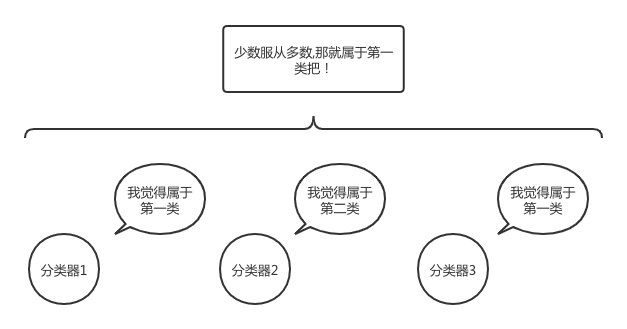 少数服从多数,那就属于第一
类把！
我觉得属于
第一类
我觉得属于
第二类
我觉得属于
第一类
分类器1
分类器2
分类器3